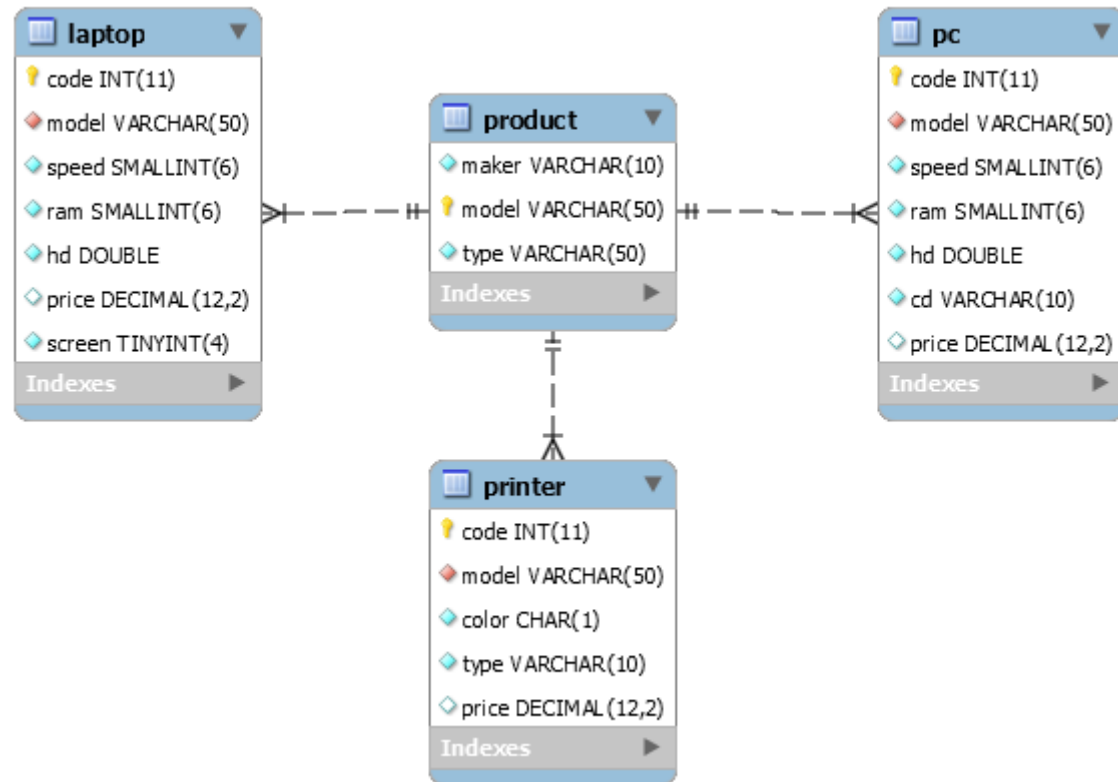 laptop
code INT(11)
model VARCHAR(50)
speed SMALLINT(6)
ram SMALLINT(6)
hd DOUBLE
price DECIMAL(12,2)
screen TINYINT(4)
Indexes
product
maker VARCHAR(10)
model VARCHAR(50)
type VARCHAR(50)
Indexes
pc
code INT(11)
model VARCHAR(50)
speed SMALLINT(6)
ram SMALLINT(6)
hd DOUBLE
cd VARCHAR(10)
price DECIMAL(12,2)
Indexes
printer
code INT(11)
model VARCHAR(50)
color CHAR(1)
type VARCHAR(10)
price DECIMAL(12,2)
Indexes